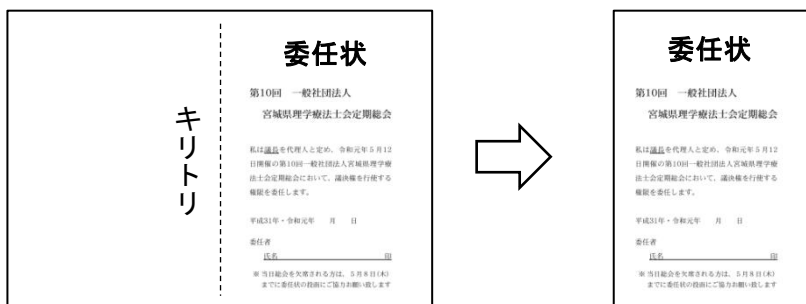 キリトリ
委任状
第10回　一般社団法人
宮城県理学療法士会定期総会
私は議長を代理人と定め、令和元年５月12
日開催の第10回一般社団法人宮城県理学療
法士会定期総会において、議決権を行使する
権限を委任します。
平成31年・令和元年　　月　　日
委任者
氏名　　印
※ 当日総会を欠席される方は、５月８日(水)
までに委任状の投函にご協力お願い致します
委任状
第10回　一般社団法人
宮城県理学療法士会定期総会
私は議長を代理人と定め、令和元年５月12
日開催の第10回一般社団法人宮城県理学療
法士会定期総会において、議決権を行使する
権限を委任します。
平成31年・令和元年　　月　　日
委任者
氏名　　印
※ 当日総会を欠席される方は、５月８日(水)
までに委任状の投函にご協力お願い致します